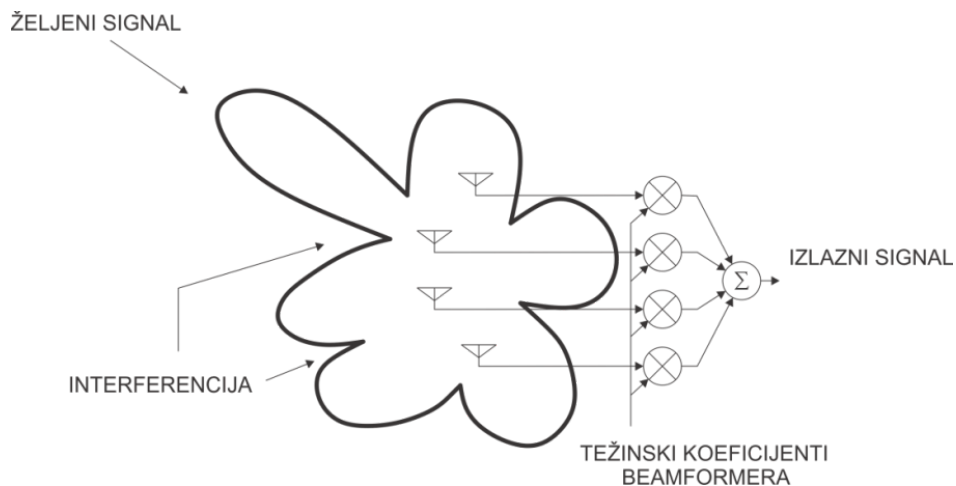 ŽELJENI SIGNAL
IZLAZNI SIGNAL
Σ
INTERFERENCIJA
TEŽINSKI KOEFICIJENTI
BEAMFORMERA